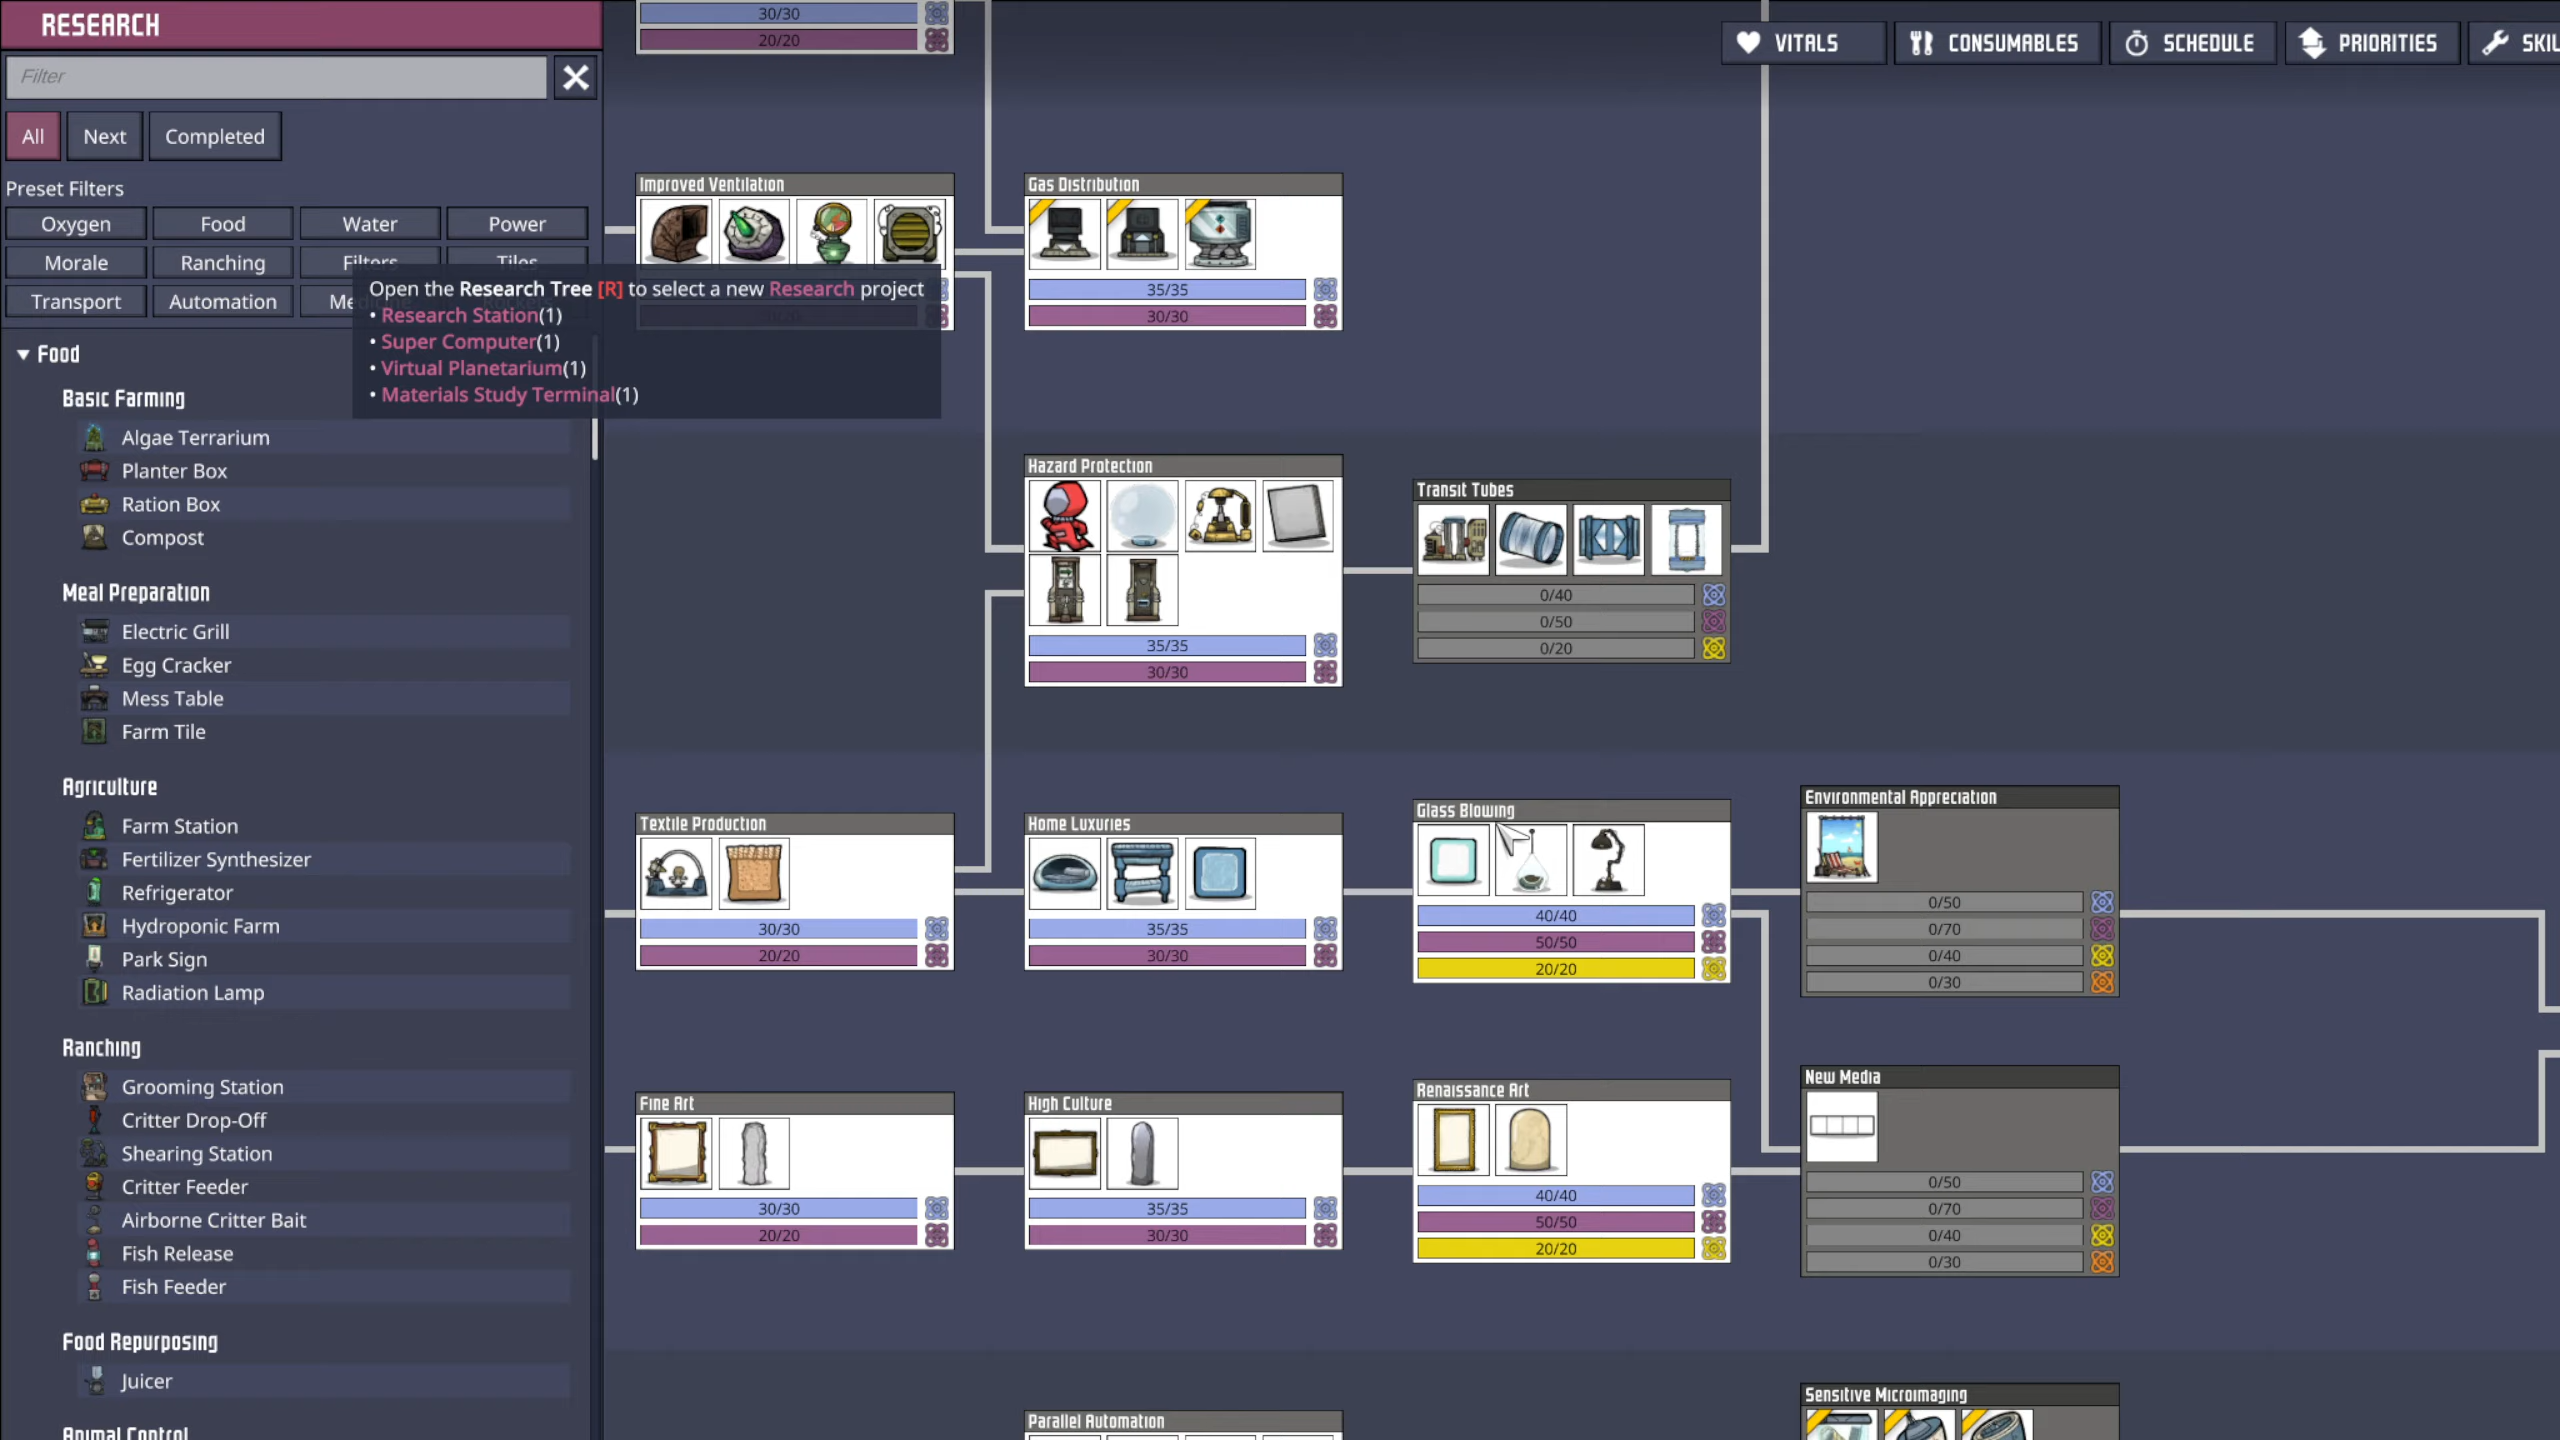 RESEARCH
Filter
All
Next
Completed
Preset Filters
Oxygen
Food
Water
Power
Morale
Ranching
Filters
Tiles
Transport
Automation
Open the Research Tree [R] to select a new Research project
• Research Station(1)
• Super Computer(1)
• Virtual Planetarium(1)
• Materials Study Terminal(1)
Food
Basic Farming
Algae Terrarium
Planter Box
Ration Box
Compost
Meal Preparation
Electric Grill
Egg Cracker
Mess Table
Farm Tile
Agriculture
Farm Station
Fertilizer Synthesizer
Refrigerator
Hydroponic Farm
Park Sign
Radiation Lamp
Ranching
Grooming Station
Critter Drop-Off
Shearing Station
Critter Feeder
Airborne Critter Bait
Fish Release
Fish Feeder
Food Repurposing
Juicer
Animal Control
VITALS
CONSUMABLES
SCHEDULE
PRIORITIES
SKIL
30/30
20/20
Improved Ventilation
Gas Distribution
35/35
30/30
Hazard Protection
35/35
30/30
Transit Tubes
0/40
0/50
0/20
Textile Production
30/30
20/20
Home Luxuries
35/35
30/30
Glass Blowing
40/40
50/50
20/20
Environmental Appreciation
0/50
0/70
0/40
0/30
Fine Art
30/30
20/20
High Culture
35/35
30/30
Renaissance Art
40/40
50/50
20/20
New Media
0/50
0/70
0/40
0/30
Parallel Automation
Sensitive Microimaging